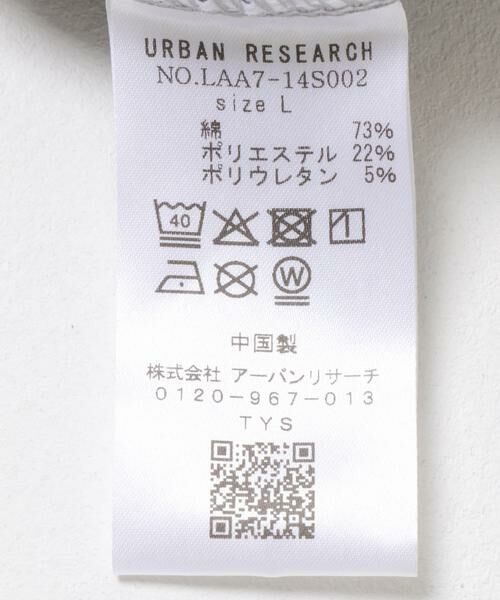 URBAN RESEARCH
NO.LAA7-14S002
size L
綿 73%
ポリエステル 22%
ポリウレタン 5%
40
W
中国製
株式会社 アーバンリサーチ
0120-967-013
TYS